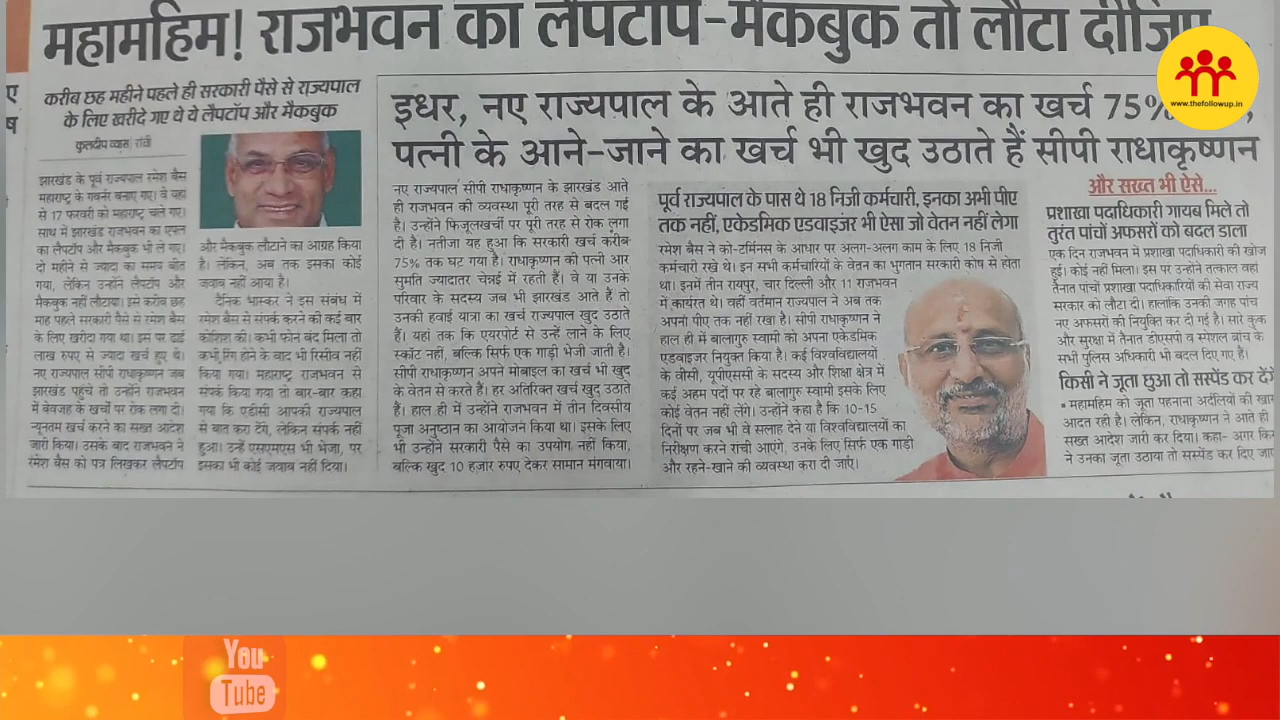 महामहिम! राजभवन का लैपटॉप-मैकबुक तो लौटा दीजिए
www.thefollowup.in
करीब छह महीने पहले ही सरकारी पैसे से राज्यपाल
के लिए खरीदे गए थे ये लैपटॉप और मैकबुक
कुलदीप व्यास| रांची
झारखंड के पूर्व राज्यपाल रमेश बैस
महाराष्ट्र के गवर्नर बनाए गए। वे यहां
से 17 फरवरी को महाराष्ट्र चले गए।
साथ में झारखंड राजभवन का एप्पल
का लैपटॉप और मैकबुक भी ले गए।
दो महीने से ज्यादा का समय बीत
गया, लेकिन उन्होंने लैपटॉप और
मैकबुक नहीं लौटाया। इसे करीब छह
माह पहले सरकारी पैसे से रमेश बैस
के लिए खरीदा गया था। इस पर ढाई
लाख रुपए से ज्यादा खर्च हुए थे।
नए राज्यपाल सीपी राधाकृष्णन जब
झारखंड पहुंचे तो उन्होंने राजभवन
में बेवजह के खर्चों पर रोक लगा दी।
न्यूनतम खर्च करने का सख्त आदेश
जारी किया। उसके बाद राजभवन ने
रमेश बैस को पत्र लिखकर लैपटॉप
और मैकबुक लौटाने का आग्रह किया
है। लेकिन, अब तक इसका कोई
जवाब नहीं आया है।
दैनिक भास्कर ने इस संबंध में
रमेश बैस से संपर्क करने की कई बार
कोशिश की। कभी फोन बंद मिला तो
कभी रिंग होने के बाद भी रिसीव नहीं
किया गया। महाराष्ट्र राजभवन से
संपर्क किया गया तो बार-बार कहा
गया कि एडीसी आपकी राज्यपाल
से बात करा देंगे, लेकिन संपर्क नहीं
हुआ। उन्हें एसएमएस भी भेजा, पर
इसका भी कोई जवाब नहीं दिया।
इधर, नए राज्यपाल के आते ही राजभवन का खर्च 75%
पत्नी के आने-जाने का खर्च भी खुद उठाते हैं सीपी राधाकृष्णन
नए राज्यपाल सीपी राधाकृष्णन के झारखंड आते
ही राजभवन की व्यवस्था पूरी तरह से बदल गई
है। उन्होंने फिजूलखर्ची पर पूरी तरह से रोक लगा
दी है। नतीजा यह हुआ कि सरकारी खर्च करीब
75% तक घट गया है। राधाकृष्णन की पत्नी आर
सुमति ज्यादातर चेन्नई में रहती हैं। वे या उनके
परिवार के सदस्य जब भी झारखंड आते हैं तो
उनकी हवाई यात्रा का खर्च राज्यपाल खुद उठाते
हैं। यहां तक कि एयरपोर्ट से उन्हें लाने के लिए
स्कॉट नहीं, बल्कि सिर्फ एक गाड़ी भेजी जाती है।
सीपी राधाकृष्णन अपने मोबाइल का खर्च भी खुद
के वेतन से करते हैं। हर अतिरिक्त खर्च खुद उठाते
हैं। हाल ही में उन्होंने राजभवन में तीन दिवसीय
पूजा अनुष्ठान का आयोजन किया था। इसके लिए
भी उन्होंने सरकारी पैसे का उपयोग नहीं किया,
बल्कि खुद 10 हजार रुपए देकर सामान मंगवाया।
पूर्व राज्यपाल के पास थे 18 निजी कर्मचारी, इनका अभी पीए
तक नहीं, एकेडमिक एडवाइजर भी ऐसा जो वेतन नहीं लेगा
रमेश बैस ने को-टर्मिनस के आधार पर अलग-अलग काम के लिए 18 निजी
कर्मचारी रखे थे। इन सभी कर्मचारियों के वेतन का भुगतान सरकारी कोष से होता
था। इनमें तीन रायपुर, चार दिल्ली और 11 राजभवन
में कार्यरत थे। वहीं वर्तमान राज्यपाल ने अब तक
अपना पीए तक नहीं रखा है। सीपी राधाकृष्णन ने
हाल ही में बालागुरु स्वामी को अपना एकेडमिक
एडवाइजर नियुक्त किया है। कई विश्वविद्यालयों
के वीसी, यूपीएससी के सदस्य और शिक्षा क्षेत्र में
कई अहम पदों पर रहे बालागुरु स्वामी इसके लिए
कोई वेतन नहीं लेंगे। उन्होंने कहा है कि 10-15
दिनों पर जब भी वे सलाह देने या विश्वविद्यालयों का
निरीक्षण करने रांची आएंगे, उनके लिए सिर्फ एक गाड़ी
और रहने-खाने की व्यवस्था करा दी जाए।
और सख्त भी ऐसे...
प्रशाखा पदाधिकारी गायब मिले तो
तुरंत पांचों अफसरों को बदल डाला
एक दिन राजभवन में प्रशाखा पदाधिकारी की खोज
हुई। कोई नहीं मिला। इस पर उन्होंने तत्काल वहां
तैनात पांचों प्रशाखा पदाधिकारियों की सेवा राज्य
सरकार को लौटा दी। हालांकि उनकी जगह पांच
नए अफसरों की नियुक्ति कर दी गई है। सारे कुक
और सुरक्षा में तैनात डीएसपी व स्पेशल ब्रांच के
सभी पुलिस अधिकारी भी बदल दिए गए हैं।
किसी ने जूता छुआ तो सस्पेंड कर देंगे
• महामहिम को जूता पहनाना अर्दलियों की
आदत रही है। लेकिन, राधाकृष्णन ने आते ही
सख्त आदेश जारी कर दिया। कहा- अगर
ने उनका जूता उठाया तो सस्पेंड कर दिए
You
Tube